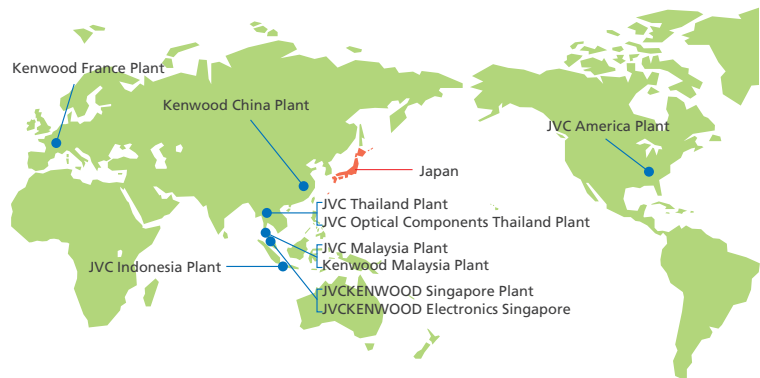 Kenwood France Plant
Kenwood China Plant
JVC America Plant
Japan
JVC Thailand Plant
JVC Optical Components Thailand Plant
JVC Malaysia Plant
Kenwood Malaysia Plant
JVC Indonesia Plant
JVCKENWOOD Singapore Plant
JVCKENWOOD Electronics Singapore